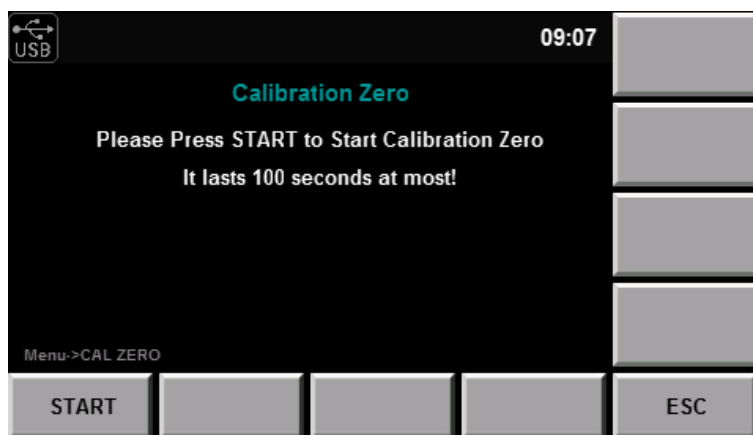 USB
09:07
Calibration Zero
Please Press START to Start Calibration Zero
It lasts 100 seconds at most!
Menu->CAL ZERO
START
ESC